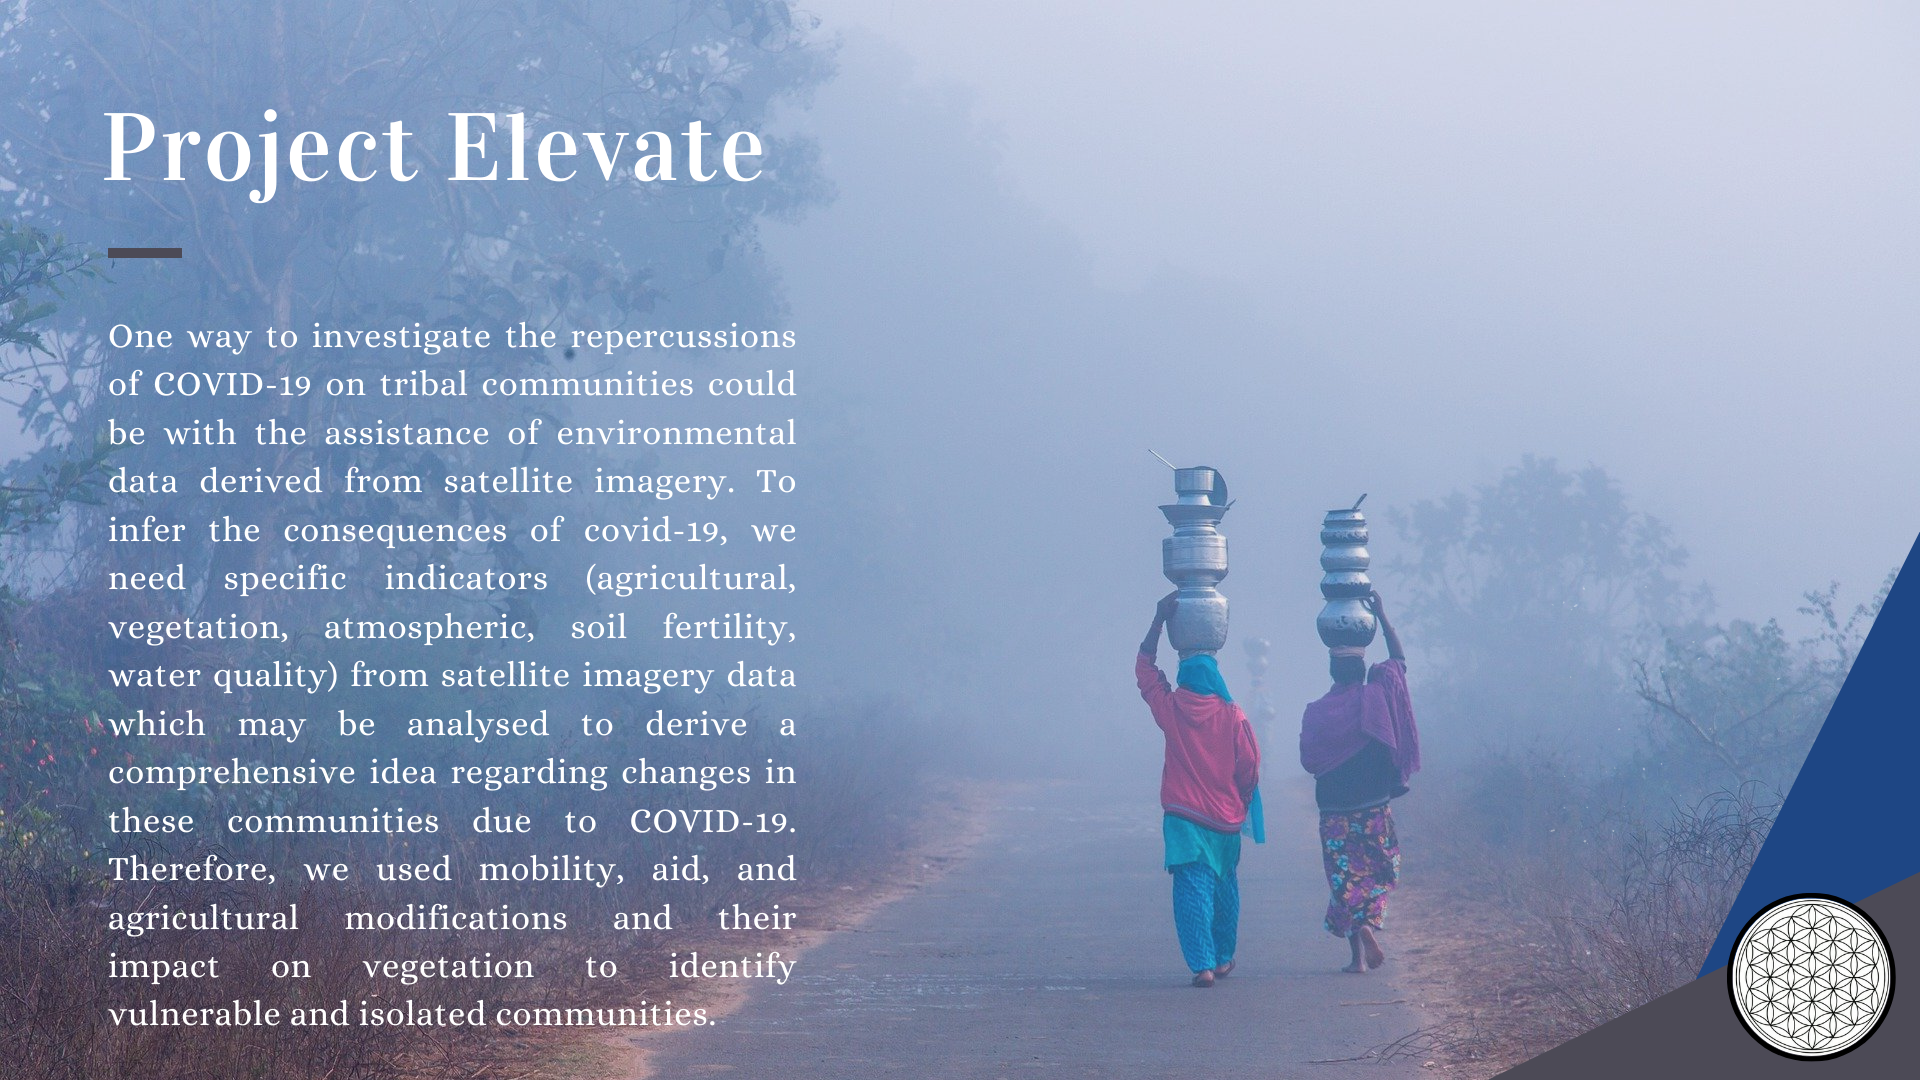 Project Elevate
One way to investigate the repercussions
of COVID-19 on tribal communities could
be with the assistance of environmental
data derived from satellite imagery. To
infer the consequences of covid-19, we
need specific indicators (agricultural,
vegetation, atmospheric, soil fertility,
water quality) from satellite imagery data
which may be analysed to derive a
comprehensive idea regarding changes in
these communities due to COVID-19.
Therefore, we used mobility, aid, and
agricultural modifications and their
impact on vegetation to identify
vulnerable and isolated communities.